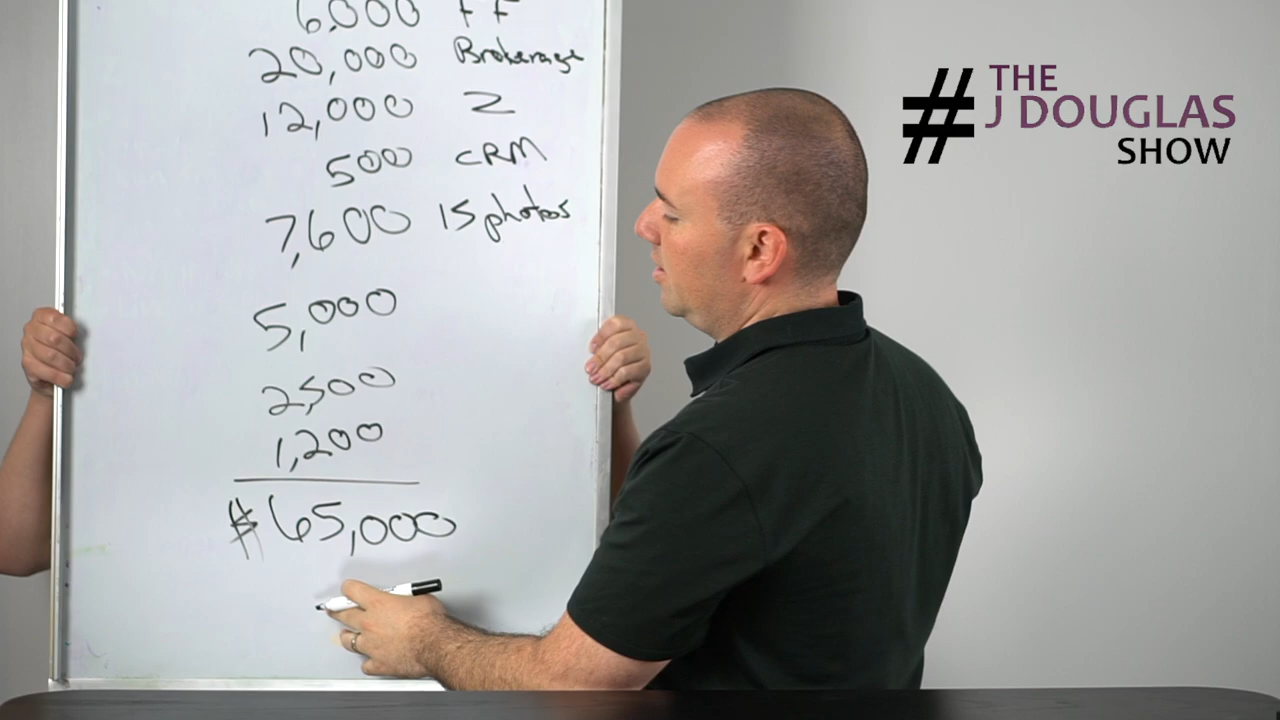 6,000 FF
20,000 Brokerage
12,000 Z
500 CRM
7,600 15 photos
5,000
2,500
1,200
$65,000
#THE
J DOUGLAS
SHOW